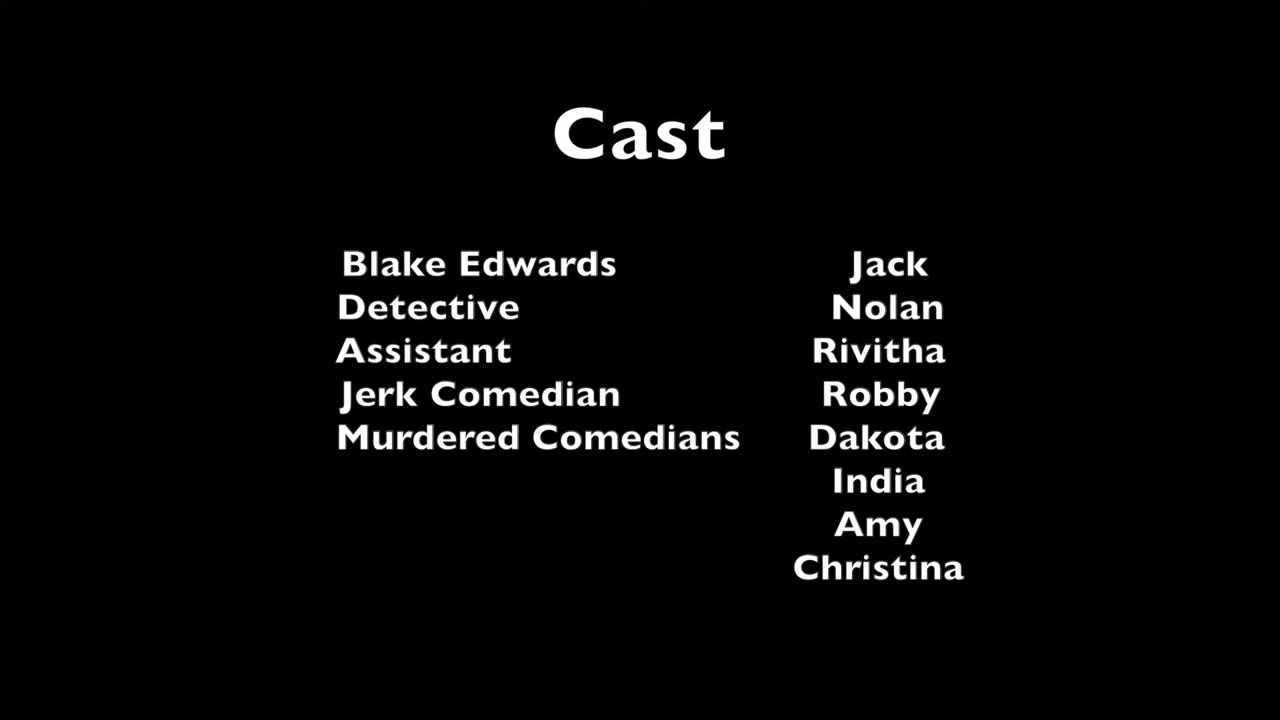 Cast
Blake Edwards Jack
Detective Nolan
Assistant Rivitha
Jerk Comedian Robby
Murdered Comedians Dakota
India
Amy
Christina